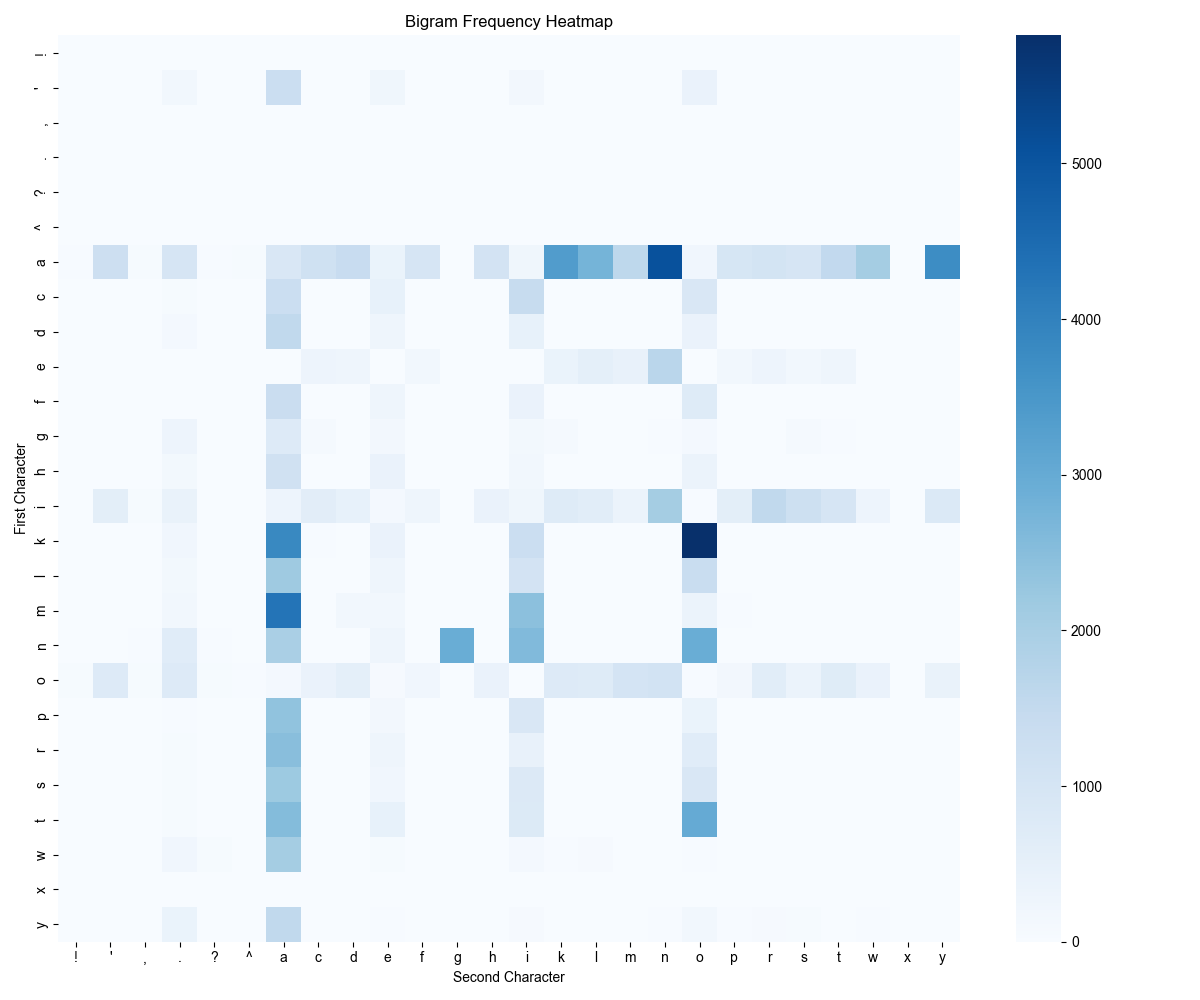 Bigram Frequency Heatmap
First Character
!
'
,
.
?
^
a
c
d
e
f
g
h
i
k
l
m
n
o
p
r
s
t
w
x
y
! ' , . ? ^ a c d e f g h i k l m n o p r s t w x y
Second Character
5000
4000
3000
2000
1000
0